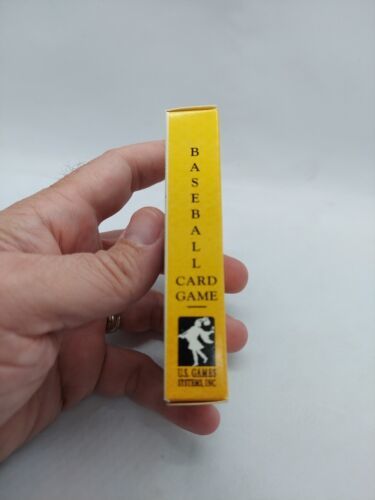 BASEBALL
CARD
GAME
U.S. GAMES
SYSTEMS, INC.